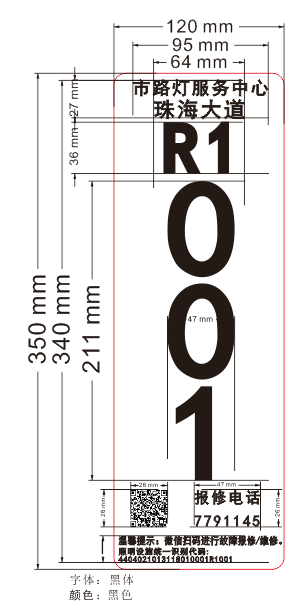 120 mm
95 mm
64 mm
市路灯服务中心
珠海大道
27 mm
36 mm
R1
0
0
1
47 mm
350 mm
340 mm
211 mm
26 mm
47 mm
26 mm
报修电话
7791145
26 mm
温馨提示：微信扫码进行故障报修/维修。
照明设施统一识别代码：
4404021013118010001R1001
字体：黑体
颜色：黑色